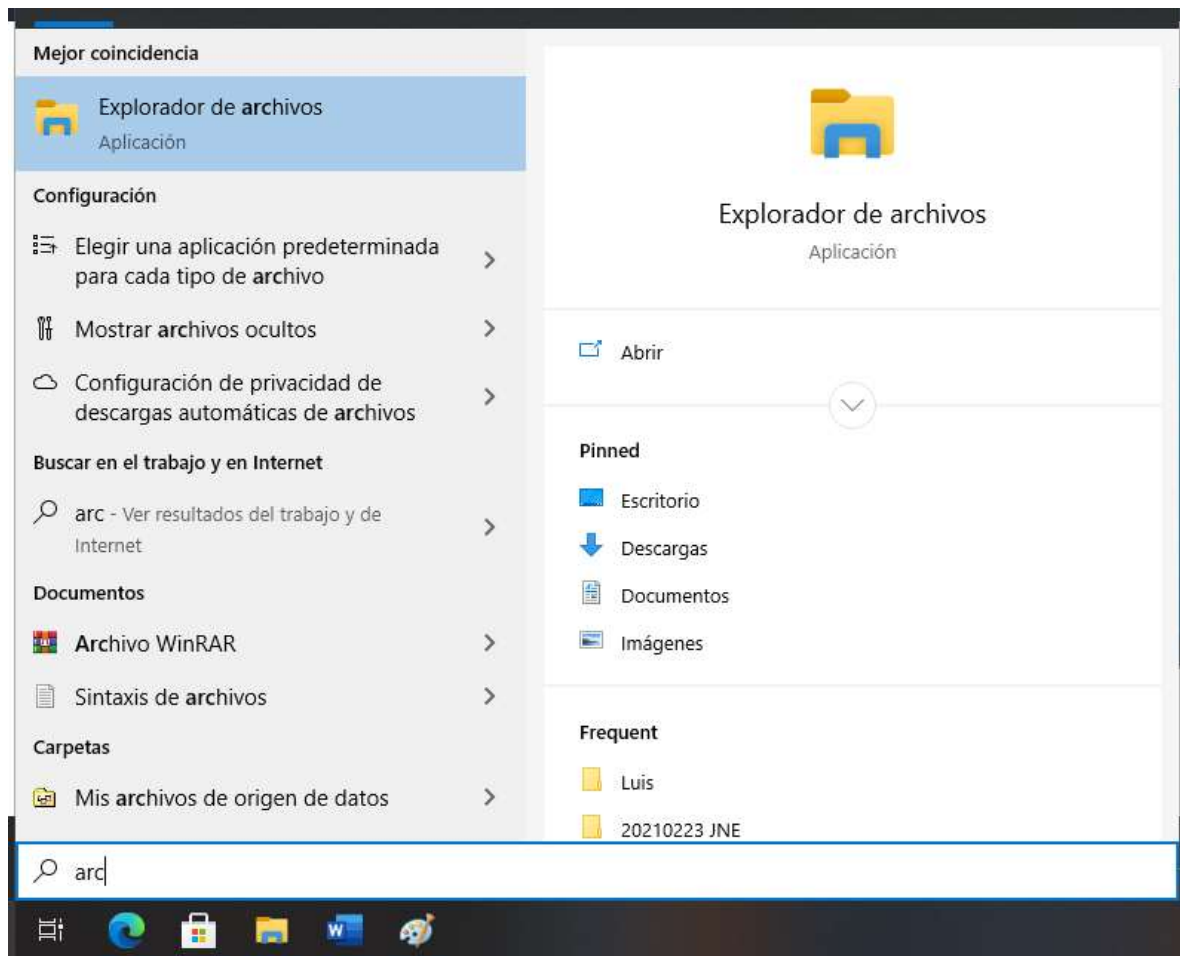 Mejor coincidencia
Explorador de archivos
Aplicación
Configuración
Elegir una aplicación predeterminada
para cada tipo de archivo
Mostrar archivos ocultos
Configuración de privacidad de
descargas automáticas de archivos
Buscar en el trabajo y en Internet
arc - Ver resultados del trabajo y de
Internet
Documentos
Archivo WinRAR
Sintaxis de archivos
Carpetas
Mis archivos de origen de datos
Explorador de archivos
Aplicación
Abrir
Pinned
Escritorio
Descargas
Documentos
Imágenes
Frequent
Luis
20210223 JNE
arc
W